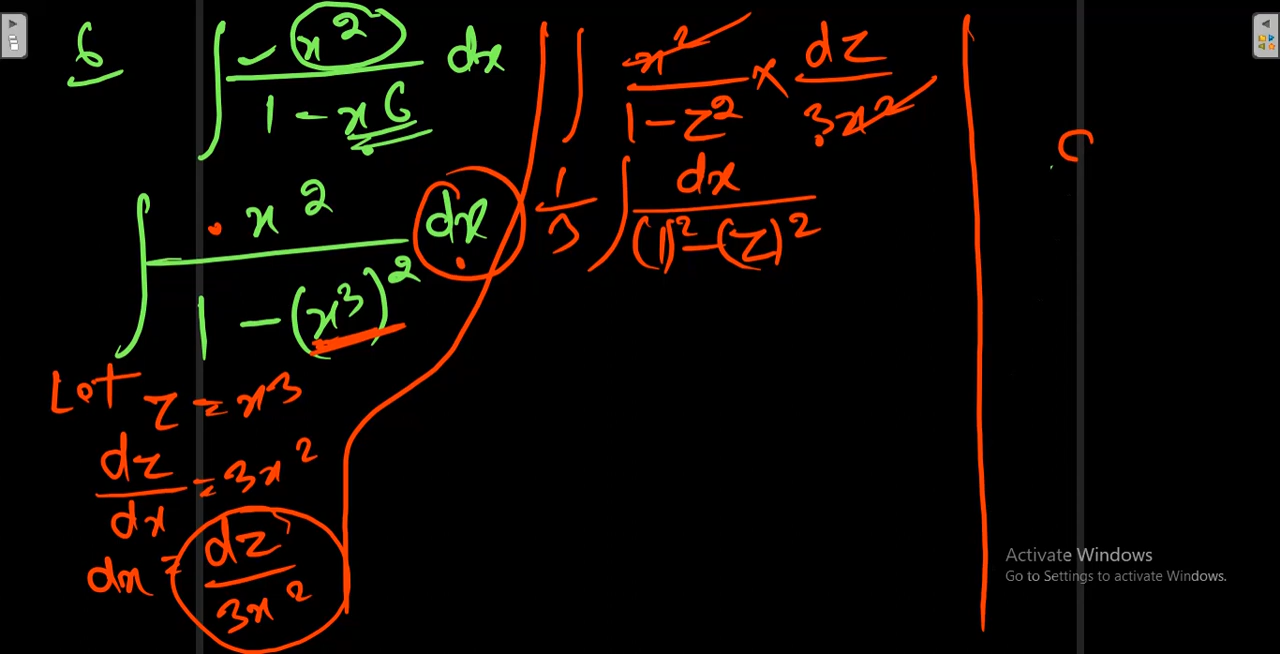 6 ∫ x² / (1 - x⁶) dx
∫ x² / (1 - (x³)²) dx
Let z = x³
dz/dx = 3x²
dx = dz/3x²
∫ x² / (1 - z²) × dz/3x²
1/3 ∫ dx / ((1)² - (z)²)
Activate Windows
Go to Settings to activate Windows.